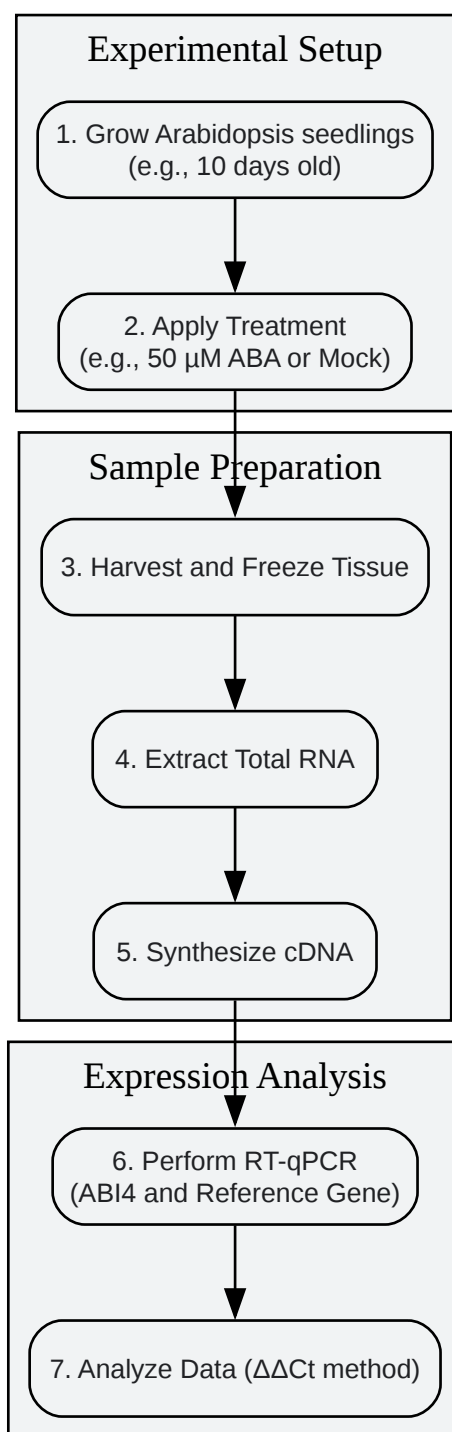 Experimental Setup
1. Grow Arabidopsis seedlings
(e.g., 10 days old)
2. Apply Treatment
(e.g., 50 µM ABA or Mock)
Sample Preparation
3. Harvest and Freeze Tissue
4. Extract Total RNA
5. Synthesize cDNA
Expression Analysis
6. Perform RT-qPCR
(ABI4 and Reference Gene)
7. Analyze Data (ΔΔCt method)